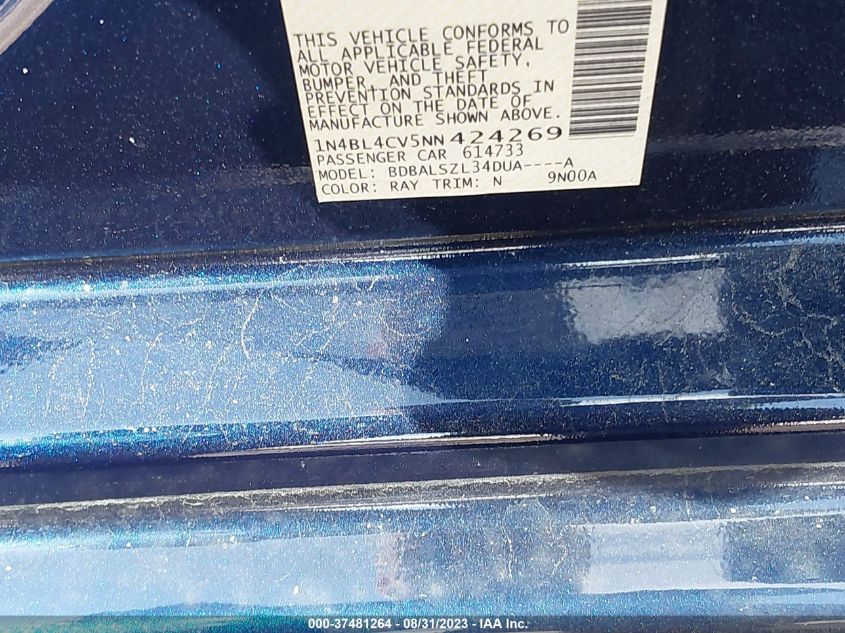 THIS VEHICLE CONFORMS TO
ALL APPLICABLE FEDERAL
MOTOR VEHICLE SAFETY,
BUMPER, AND THEFT
PREVENTION STANDARDS IN
EFFECT ON THE DATE OF
MANUFACTURE SHOWN ABOVE.
1N4BL4CV5NN424269
PASSENGER CAR 614733
MODEL: BDBALSZL34DUA----A
COLOR: RAY TRIM: N 9N00A
000-37481264 - 08/31/2023 - IAA Inc.